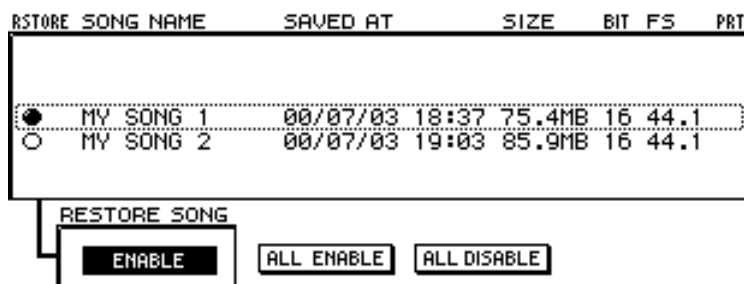 RSTORE SONG NAME SAVED AT SIZE BIT FS PRT
MY SONG 1 00/07/03 18:37 75.4MB 16 44.1
MY SONG 2 00/07/03 19:03 85.9MB 16 44.1
RESTORE SONG
ENABLE ALL ENABLE ALL DISABLE